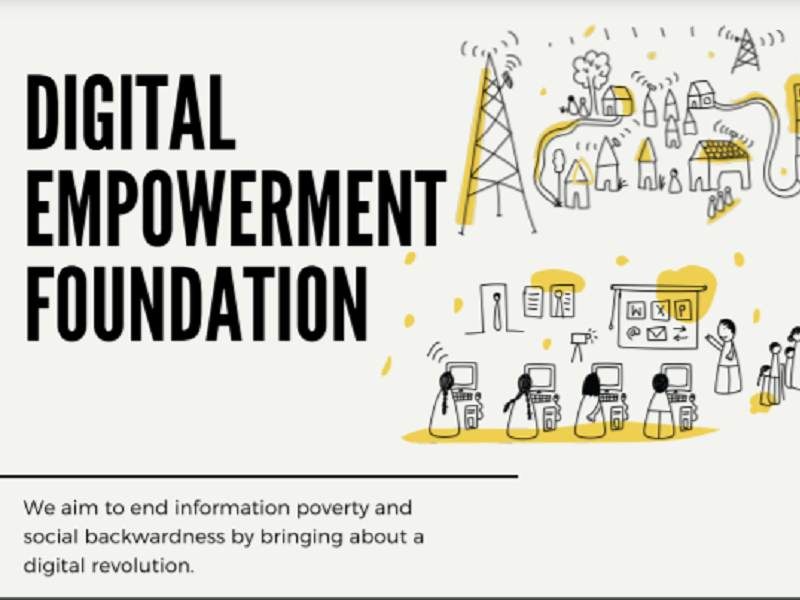 DIGITAL
EMPOWERMENT
FOUNDATION
W X P
@
We aim to end information poverty and
social backwardness by bringing about a
digital revolution.